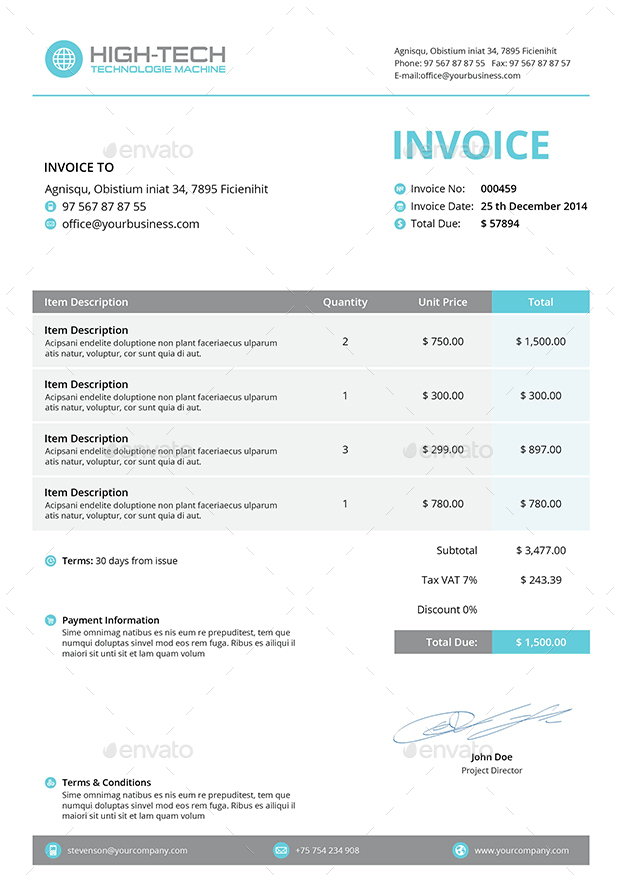 HIGH-TECH
TECHNOLOGIE MACHINE
Agnisqu, Obistium iniat 34, 7895 Ficienihit
Phone: 97 567 87 87 55 Fax: 97 567 87 87 57
E-mail:office@yourbusiness.com
INVOICE
envato
envato
INVOICE TO
Agnisqu, Obistium iniat 34, 7895 Ficienihit
97 567 87 87 55
office@yourbusiness.com
Invoice No: 000459
Invoice Date: 25 th December 2014
Total Due: $ 57894
Item Description Quantity Unit Price Total
Item Description
Acipsani endelite doluptione non plant faceriaecus ulparum
atis natur, voluptur, cor sunt quia di aut.
2 $ 750.00 $ 1,500.00
Item Description
Acipsani endelite doluptione non plant faceriaecus ulparum
atis natur, voluptur, cor sunt quia di aut.
1 $ 300.00 $ 300.00
Item Description
Acipsani endelite doluptione non plant faceriaecus ulparum
atis natur, voluptur, cor sunt quia di aut.
3 $ 299.00 $ 897.00
envato
envato
Item Description
Acipsani endelite doluptione non plant faceriaecus ulparum
atis natur, voluptur, cor sunt quia di aut.
1 $ 780.00 $ 780.00
Terms: 30 days from issue
Subtotal $ 3,477.00
Tax VAT 7% $ 243.39
Discount 0%
Total Due: $ 1,500.00
Payment Information
Sime omnimag natibus es nis eum re prepuditest, tem que
numqui doluptas sinvel mod eos rem fuga. Ribus es ailiqui il
maiori sit unti sit et lam quam volum
envato
envato
John Doe
Project Director
Terms & Conditions
Sime omnimag natibus es nis eum re prepuditest, tem que
numqui doluptas sinvel mod eos rem fuga. Ribus es ailiqui il
maiori sit unti sit et lam quam volum
stevenson@yourcompany.com +75 754 234 908 www.yourcompany.com